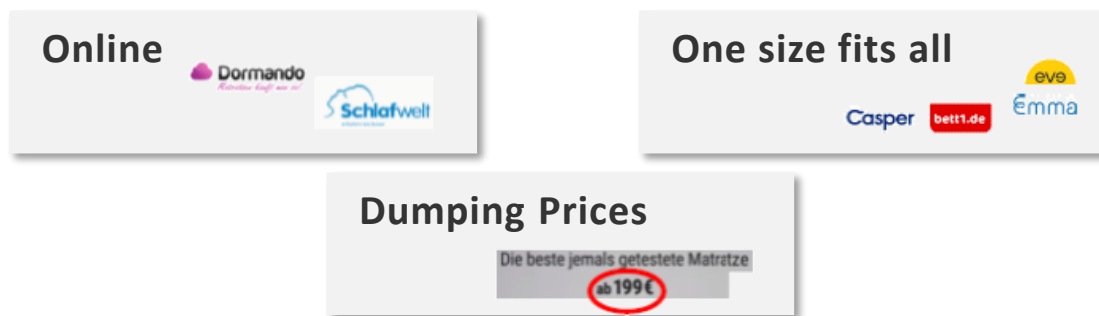 Online
Dormando
Schlafwelt
One size fits all
eve
Emma
Casper
bett1.de
Dumping Prices
Die beste jemals getestete Matratze
ab 199€